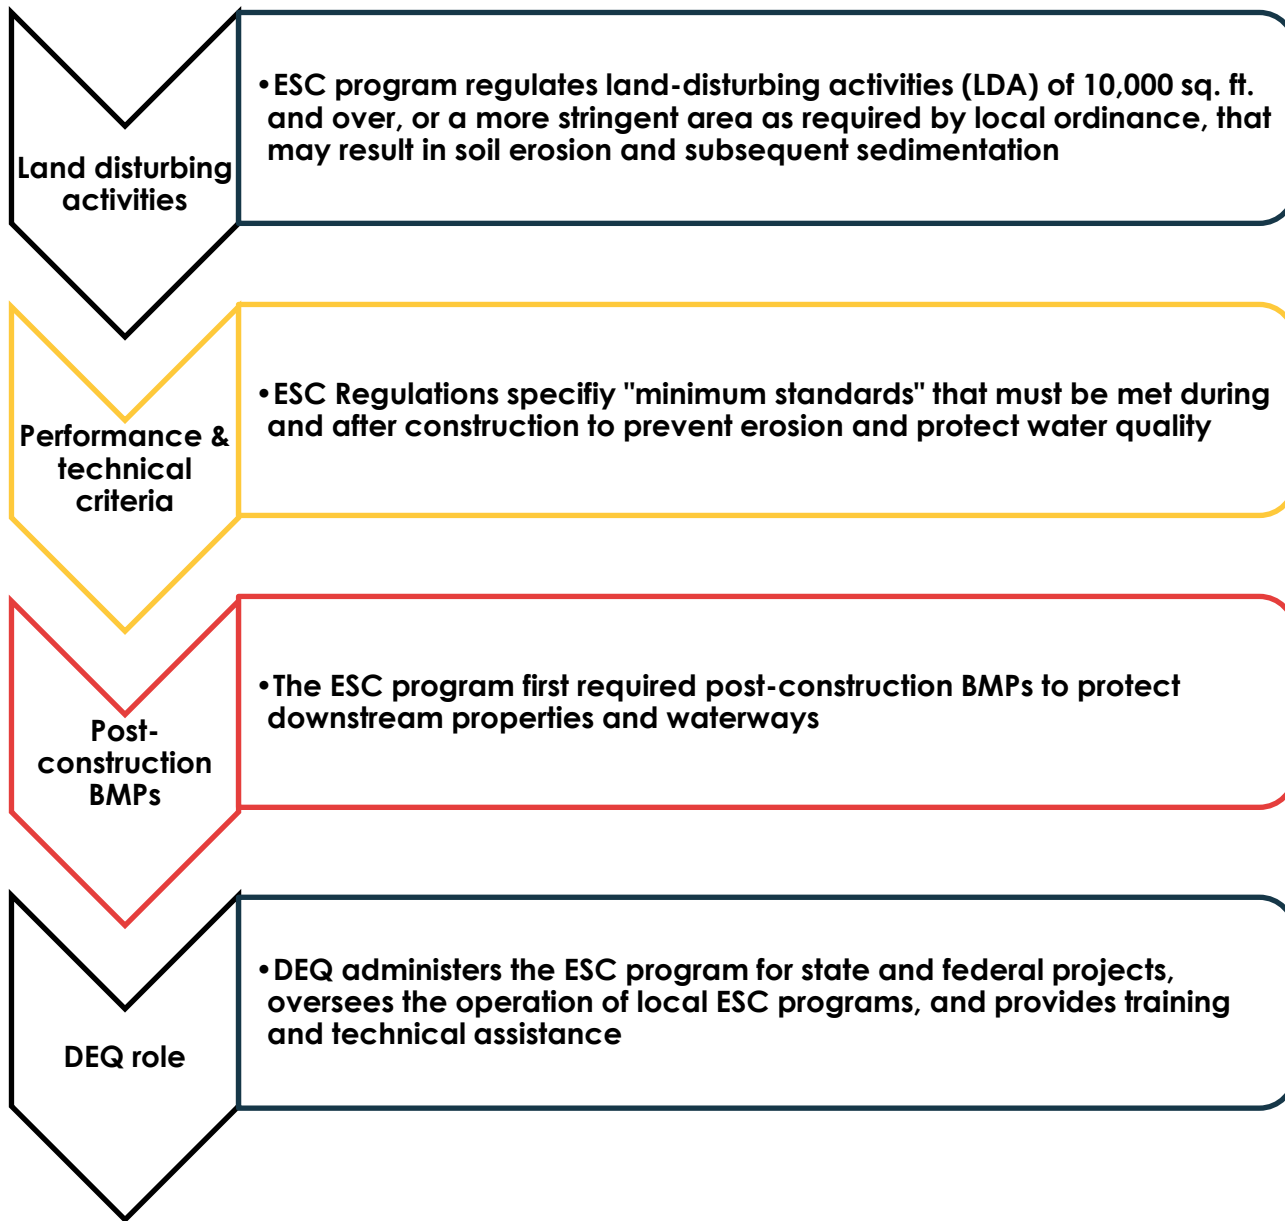 Land disturbing
activities
•ESC program regulates land-disturbing activities (LDA) of 10,000 sq. ft.
and over, or a more stringent area as required by local ordinance, that
may result in soil erosion and subsequent sedimentation
Performance &
technical
criteria
•ESC Regulations specifiy "minimum standards" that must be met during
and after construction to prevent erosion and protect water quality
Post-
construction
BMPs
•The ESC program first required post-construction BMPs to protect
downstream properties and waterways
DEQ role
•DEQ administers the ESC program for state and federal projects,
oversees the operation of local ESC programs, and provides training
and technical assistance